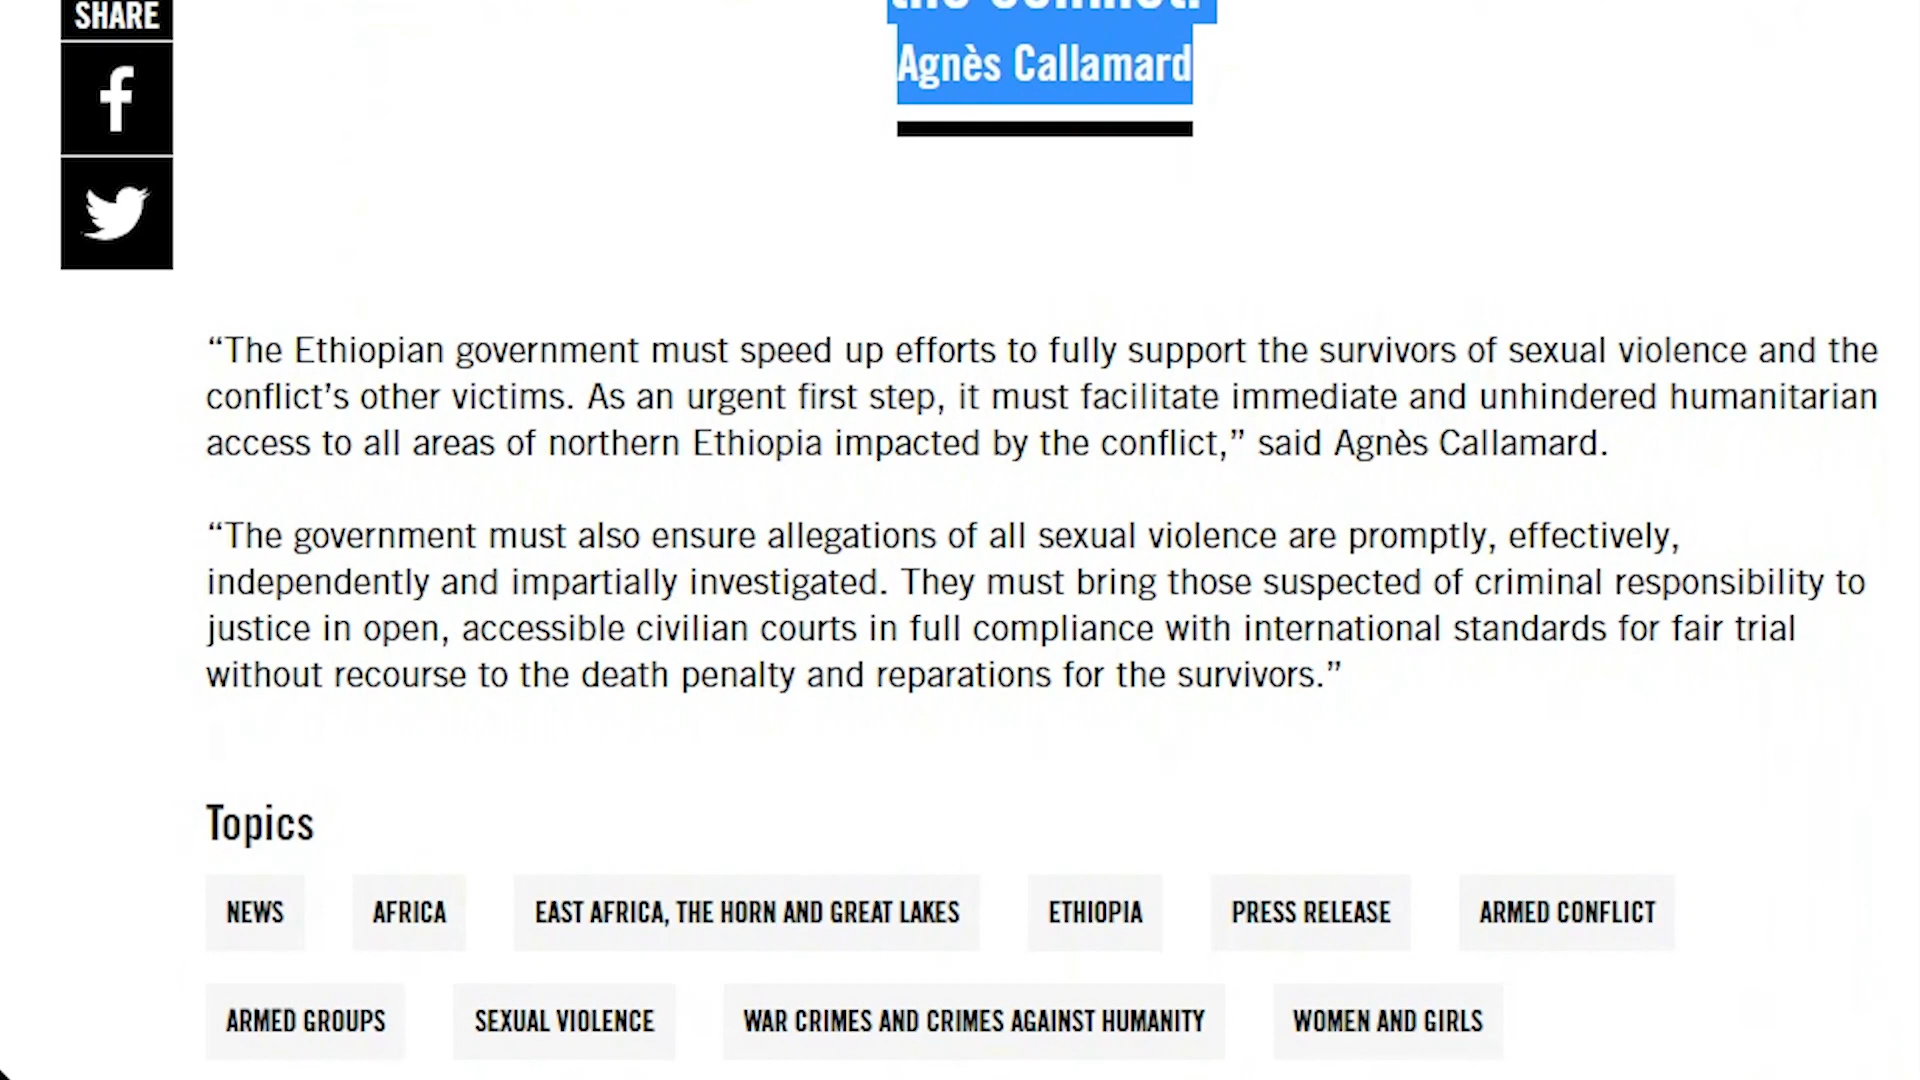 SHARE
Agnès Callamard
“The Ethiopian government must speed up efforts to fully support the survivors of sexual violence and the
conflict’s other victims. As an urgent first step, it must facilitate immediate and unhindered humanitarian
access to all areas of northern Ethiopia impacted by the conflict,” said Agnès Callamard.
“The government must also ensure allegations of all sexual violence are promptly, effectively,
independently and impartially investigated. They must bring those suspected of criminal responsibility to
justice in open, accessible civilian courts in full compliance with international standards for fair trial
without recourse to the death penalty and reparations for the survivors.”
Topics
NEWS
AFRICA
EAST AFRICA, THE HORN AND GREAT LAKES
ETHIOPIA
PRESS RELEASE
ARMED CONFLICT
ARMED GROUPS
SEXUAL VIOLENCE
WAR CRIMES AND CRIMES AGAINST HUMANITY
WOMEN AND GIRLS